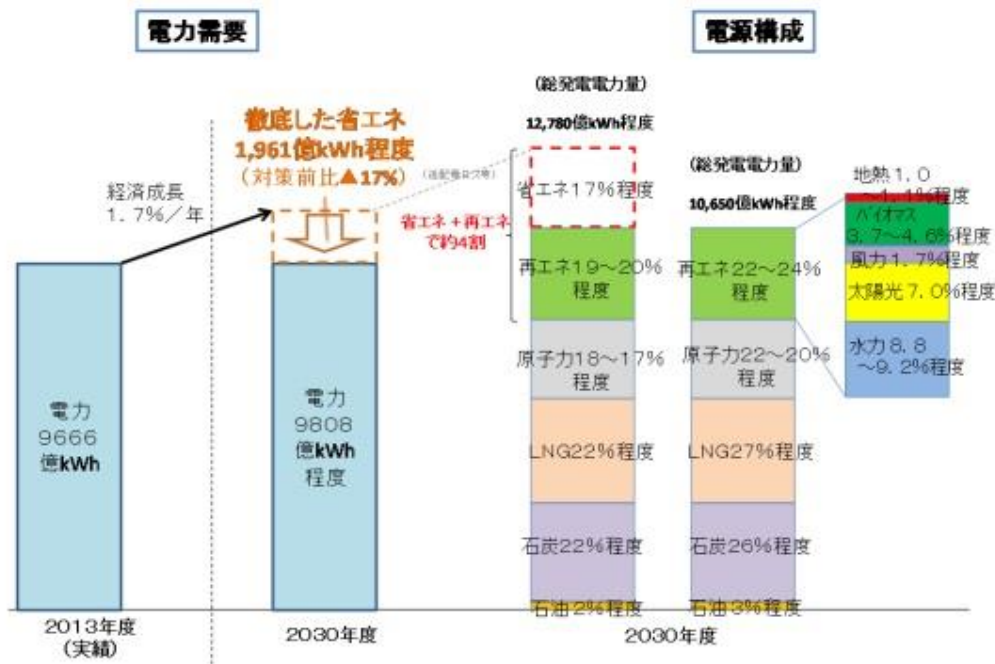 電力需要
電源構成
徹底した省エネ
1,961億kWh程度
(対策前比▲17%)
経済成長
1.7%/年
電力
9666
億kWh
電力
9808
億kWh
程度
2013年度
(実績)
2030年度
(総発電電力量)
12,780億kWh程度
(送配電ロス等)
省エネ+再エネ
で約4割
省エネ17%程度
再エネ19~20%
程度
原子力18~17%
程度
LNG22%程度
石炭22%程度
石油2%程度
(総発電電力量)
10,650億kWh程度
再エネ22~24%
程度
原子力22~20%
程度
LNG27%程度
石炭26%程度
石油3%程度
地熱1.0
~1.1%程度
バイオマス
3.7~4.6%程度
風力1.7%程度
太陽光7.0%程度
水力8.8
~9.2%程度
2030年度